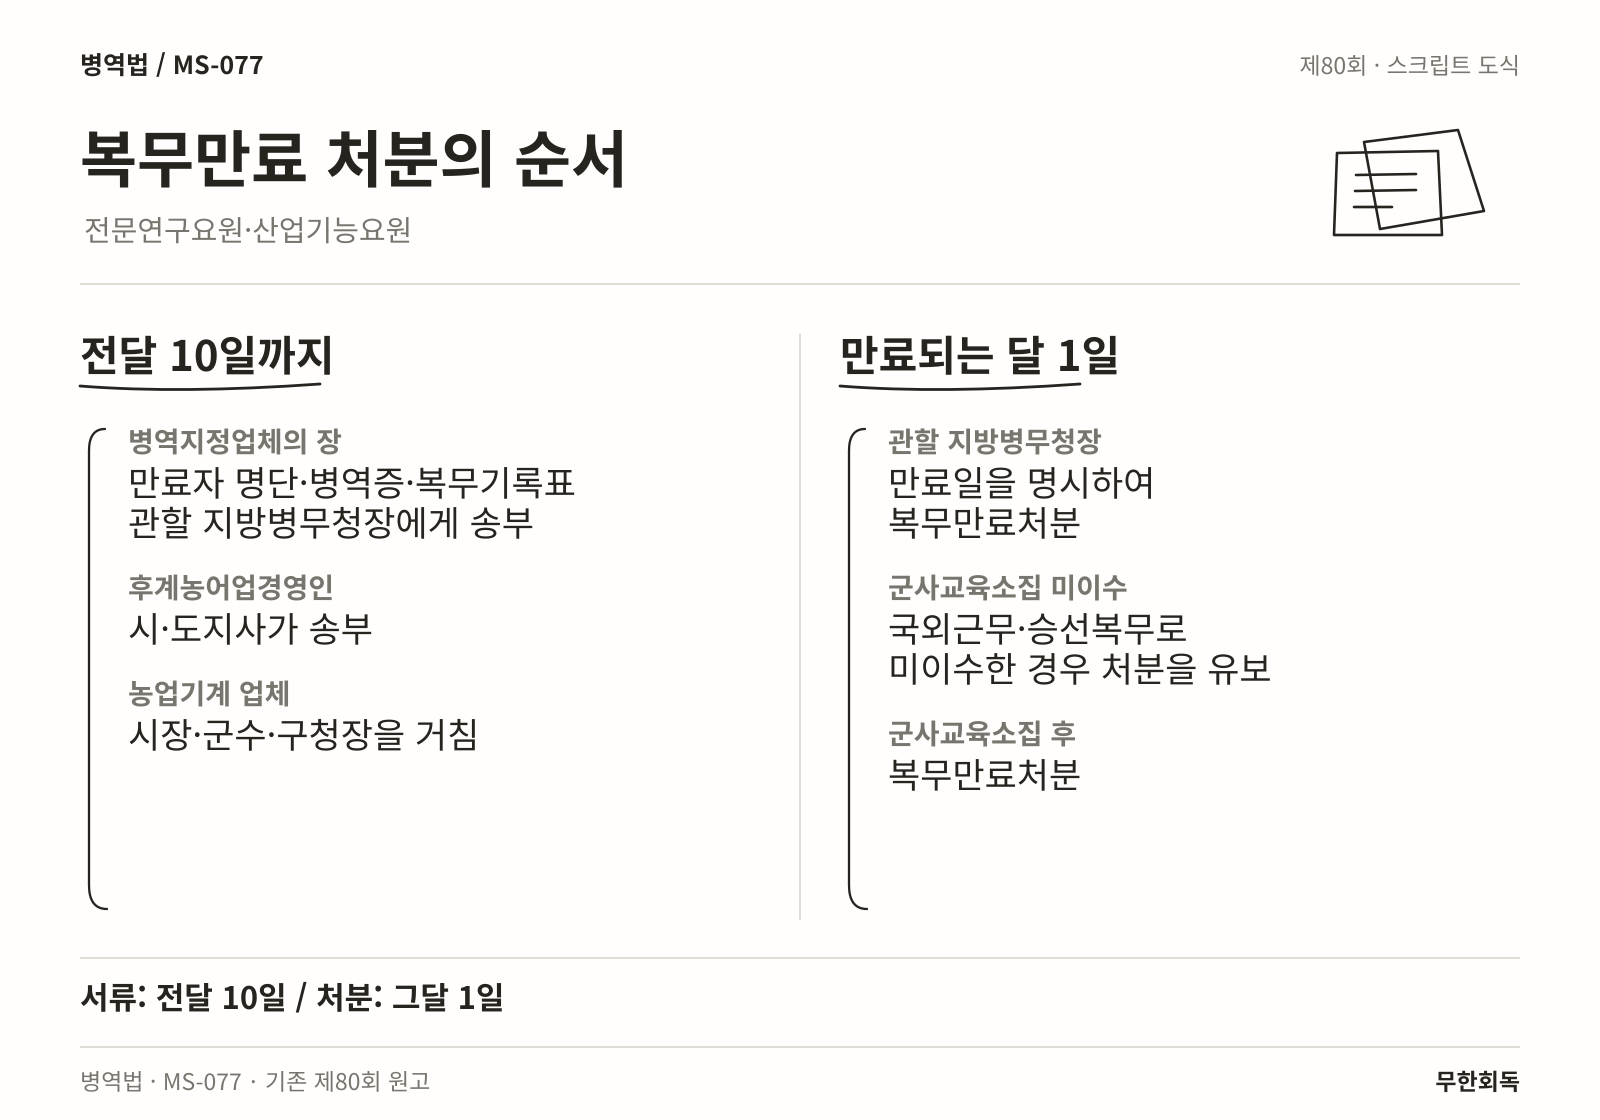 병역법 / MS-077
제80회 · 스크립트 도식
복무만료 처분의 순서
전문연구요원·산업기능요원
전달 10일까지
병역지정업체의 장
만료자 명단·병역증·복무기록표
관할 지방병무청장에게 송부
후계농어업경영인
시·도지사가 송부
농업기계 업체
시장·군수·구청장을 거침
만료되는 달 1일
관할 지방병무청장
만료일을 명시하여
복무만료처분
군사교육소집 미이수
국외근무·승선복무로
미이수한 경우 처분을 유보
군사교육소집 후
복무만료처분
서류: 전달 10일 / 처분: 그달 1일
병역법 · MS-077 · 기존 제80회 원고
무한회독